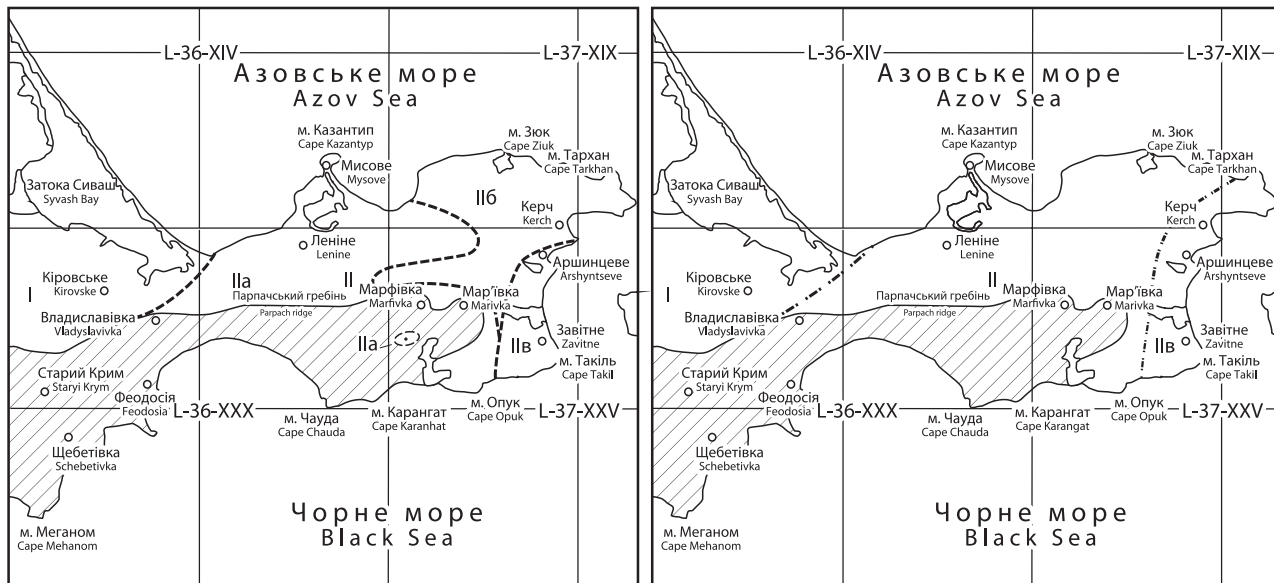 L-36-XIV
L-37-XIX
Азовське море
Azov Sea
м. Казантип
Cape Kazantyp
м. Зюк
Cape Ziuk
м. Тархан
Cape Tarkhan
Мисове
Mysove
Затока Сиваш
Syvash Bay
IIб
Керч
Kerch
Леніне
Lenine
Аршинцеве
Arshyntseve
Кіровське
Kirovske
I
IIа
II
Парпачський гребінь
Parpach ridge
Марфівка
Marfivka
Мар'ївка
Marivka
Владиславівка
Vladyslavivka
IIа
IIв
Завітне
Zavitne
м. Такіль
Cape Takil
Старий Крим
Staryi Krym
Феодосія
Feodosia
L-36-XXX
м. Чауда
Cape Chauda
м. Карангат
Cape Karanhat
м. Опук
Cape Opuk
L-37-XXV
Щебетівка
Schebetivka
Чорне море
Black Sea
м. Меганом
Cape Mehanom
L-36-XIV
L-37-XIX
Азовське море
Azov Sea
м. Казантип
Cape Kazantyp
м. Зюк
Cape Ziuk
м. Тархан
Cape Tarkhan
Мисове
Mysove
Затока Сиваш
Syvash Bay
Керч
Kerch
Леніне
Lenine
Аршинцеве
Arshyntseve
Кіровське
Kirovske
I
II
Парпачський гребінь
Parpach ridge
Марфівка
Marfivka
Мар'ївка
Marivka
Владиславівка
Vladyslavivka
IIв
Завітне
Zavitne
м. Такіль
Cape Takil
Старий Крим
Staryi Krym
Феодосія
Feodosia
L-36-XXX
м. Чауда
Cape Chauda
м. Карангат
Cape Karangat
м. Опук
Cape Opuk
L-37-XXV
Щебетівка
Schebetivka
Чорне море
Black Sea
м. Меганом
Cape Mehanom